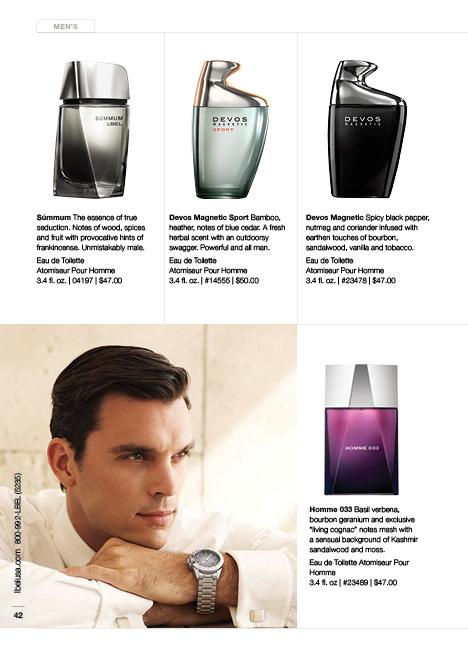 MEN'S
SÚMMUM
LBEL
DEVOS
MAGNETIC
SPORT
DEVOS
MAGNETIC
Súmmum The essence of true
seduction. Notes of wood, spices
and fruit with provocative hints of
frankincense. Unmistakably male.
Eau de Toilette
Atomiseur Pour Homme
3.4 fl. oz. | 04197 | $47.00
Devos Magnetic Sport Bamboo,
heather, notes of blue cedar. A fresh
herbal scent with an outdoorsy
swagger. Powerful and all man.
Eau de Toilette
Atomiseur Pour Homme
3.4 fl. oz. | #14555 | $50.00
Devos Magnetic Spicy black pepper,
nutmeg and coriander infused with
earthen touches of bourbon,
sandalwood, vanilla and tobacco.
Eau de Toilette
Atomiseur Pour Homme
3.4 fl. oz. | #23478 | $47.00
HOMME 033
Homme 033 Basil verbena,
bourbon geranium and exclusive
"living cognac" notes mesh with
a sensual background of Kashmir
sandalwood and moss.
Eau de Toilette Atomiseur Pour
Homme
3.4 fl. oz | #23489 | $47.00
lbelusa.com 800-992-LBEL (5235)
42